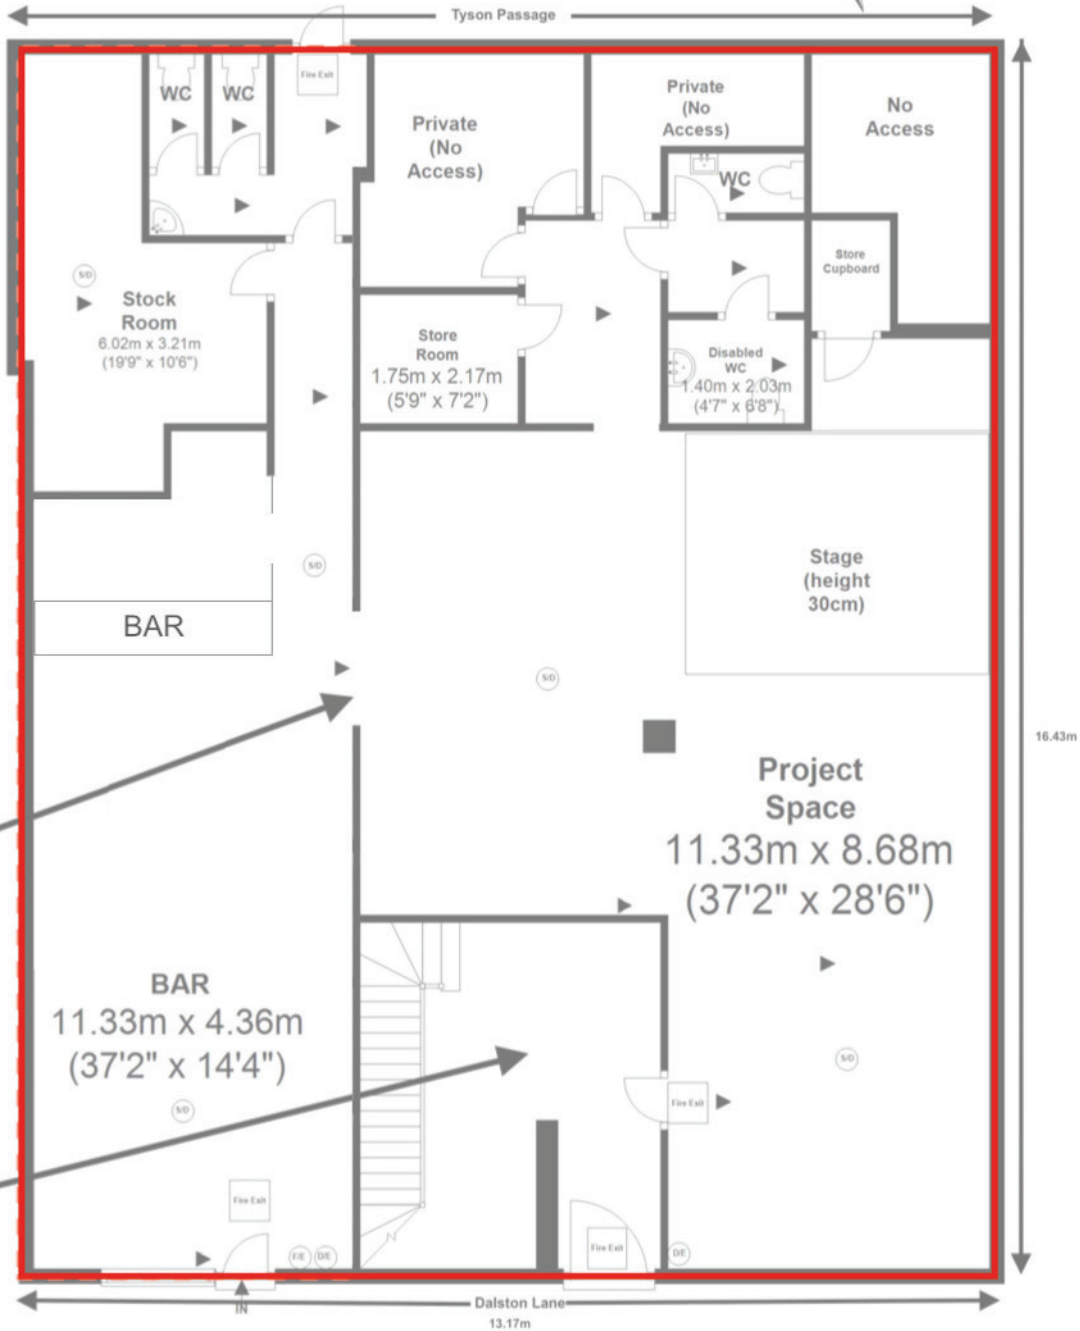 Tyson Passage
Fire Exit
WC
WC
Private
(No
Access)
Private
(No
Access)
No
Access
WC
S/D
Stock
Room
6.02m x 3.21m
(19'9" x 10'6")
Store
Cupboard
Store
Room
1.75m x 2.17m
(5'9" x 7'2")
Disabled
WC
1.40m x 2.03m
(4'7" x 6'8")
S/D
Stage
(height
30cm)
BAR
S/D
16.43m
Project
Space
11.33m x 8.68m
(37'2" x 28'6")
BAR
11.33m x 4.36m
(37'2" x 14'4")
S/D
S/D
Fire Exit
Fire Exit
Fire Exit
F/E
D/E
D/E
IN
Dalston Lane
13.17m